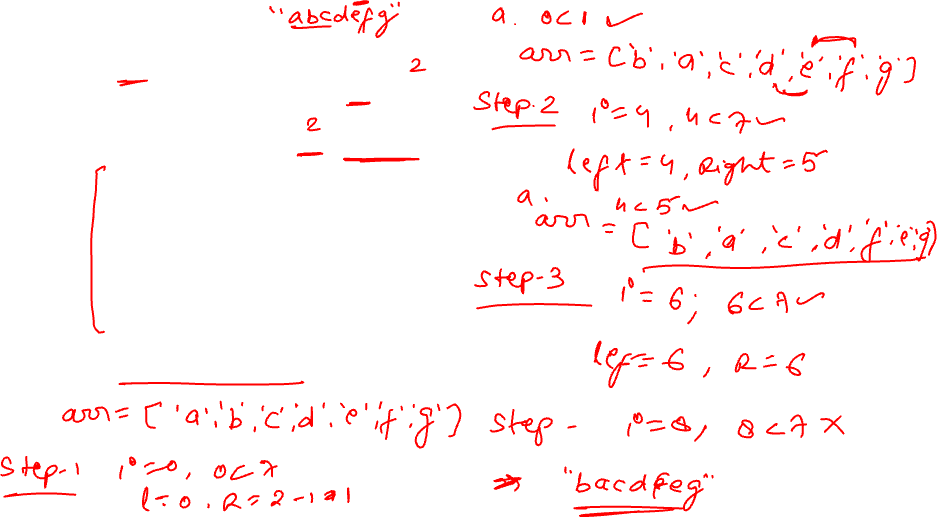 "abcdefg"
2
2
arr = ['a','b','c','d','e','f','g']
Step-1 i=0, 0<7
l=0, R=2-1=1
a. 0<1 ✓
arr = ['b','a','c','d','e','f','g']
Step-2 i=4, 4<7 ✓
left=4, Right=5
a. 4<5 ✓
arr = ['b','a','c','d','f','e','g']
Step-3 i=6; 6<7 ✓
lef=6, R=6
Step - i=8, 8<7 X
⇒ "bacdfeg"